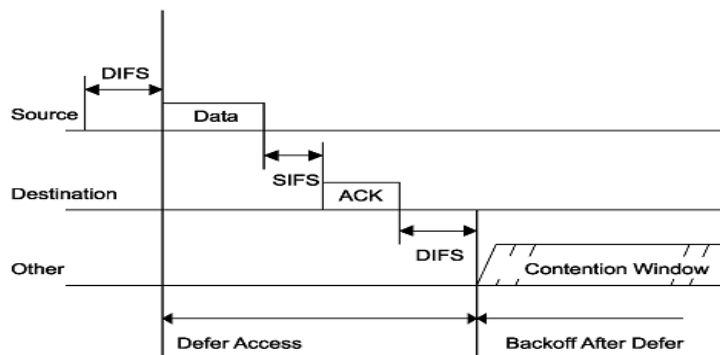 DIFS
Source
Data
SIFS
Destination
ACK
DIFS
Other
Contention Window
Defer Access
Backoff After Defer